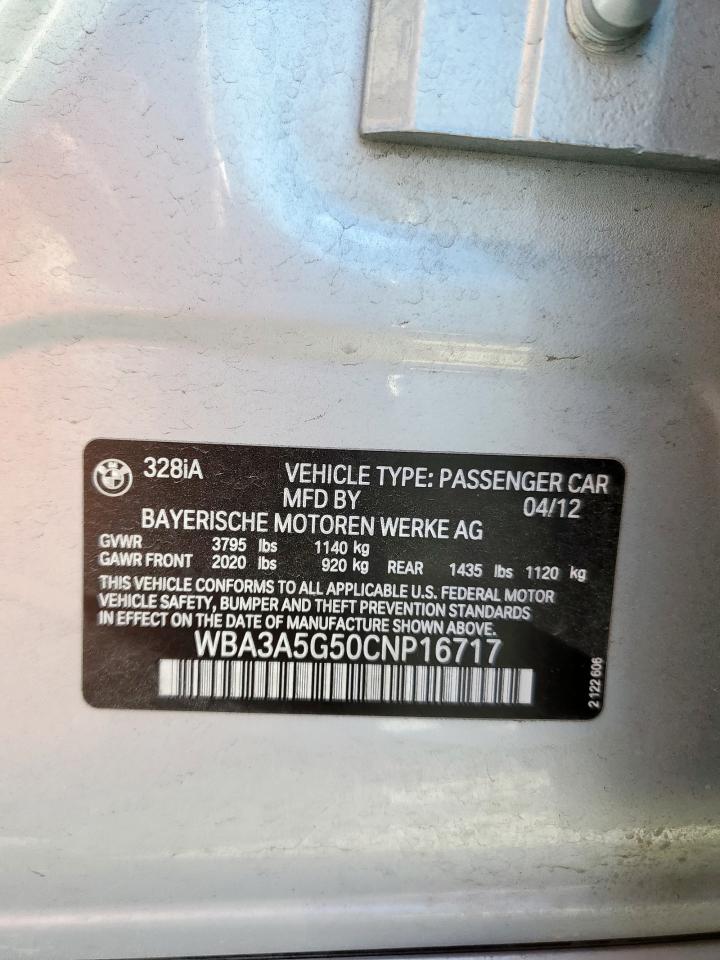 328iA VEHICLE TYPE: PASSENGER CAR
MFD BY 04/12
BAYERISCHE MOTOREN WERKE AG
GVWR 3795 lbs 1140 kg
GAWR FRONT 2020 lbs 920 kg REAR 1435 lbs 1120 kg
THIS VEHICLE CONFORMS TO ALL APPLICABLE U.S. FEDERAL MOTOR
VEHICLE SAFETY, BUMPER AND THEFT PREVENTION STANDARDS
IN EFFECT ON THE DATE OF MANUFACTURE SHOWN ABOVE.
WBA3A5G50CNP16717
2 122 606